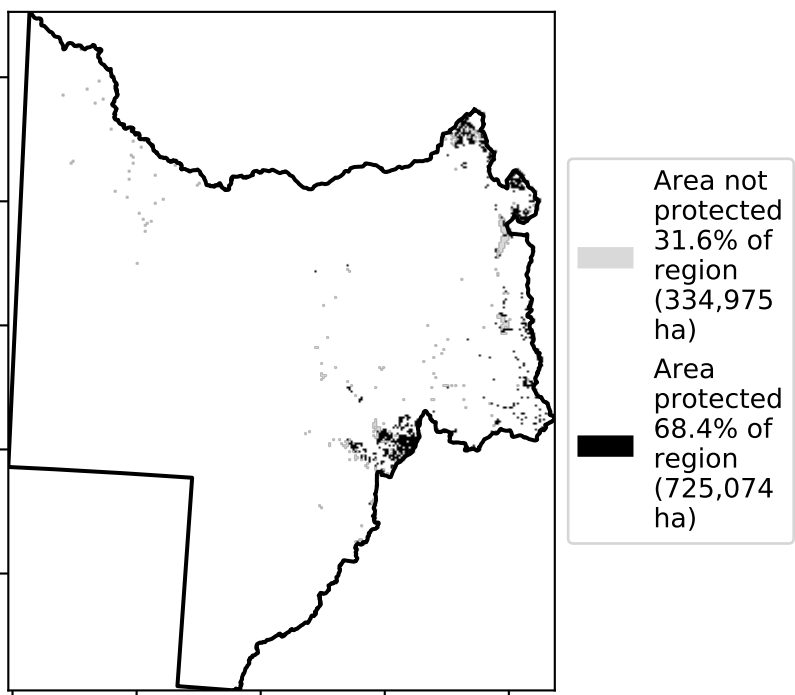 Area not
protected
31.6% of
region
(334,975
ha)
Area
protected
68.4% of
region
(725,074
ha)